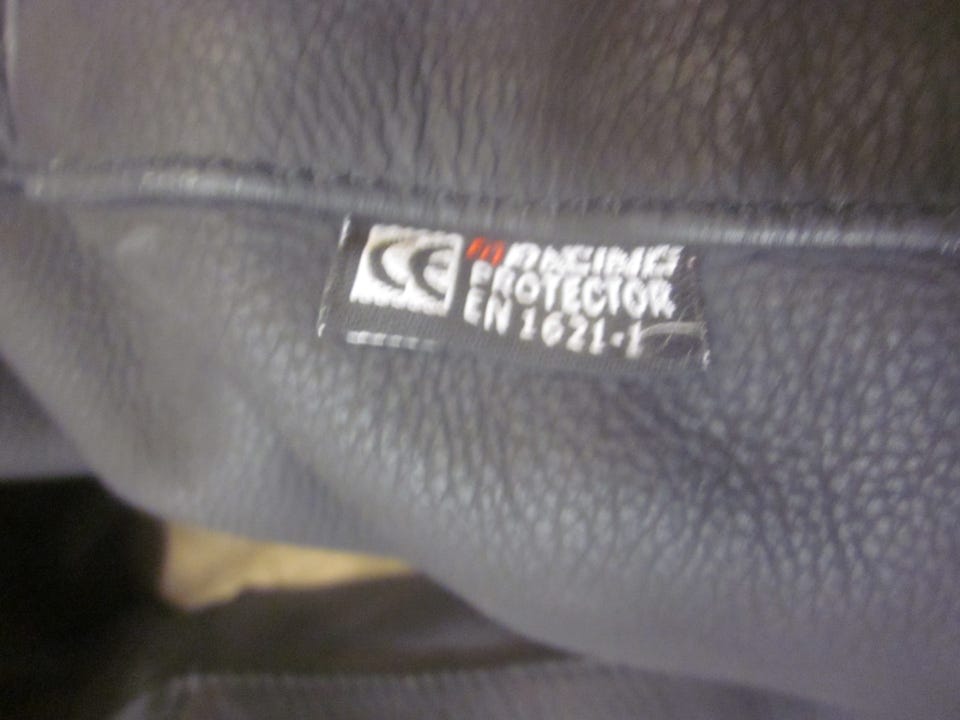 CE
RACING
PROTECTOR
EN 1621-1